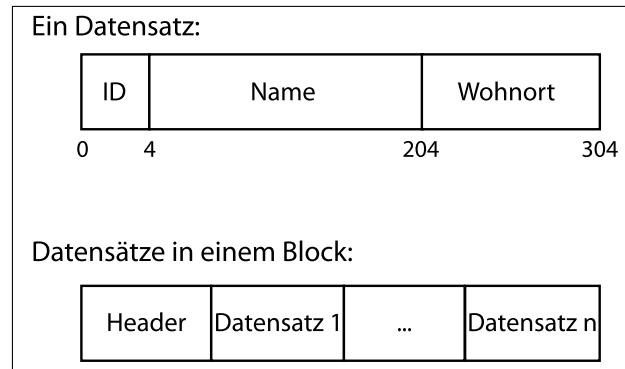 Ein Datensatz:
ID Name Wohnort
0 4 204 304
Datensätze in einem Block:
Header Datensatz 1 ... Datensatz n